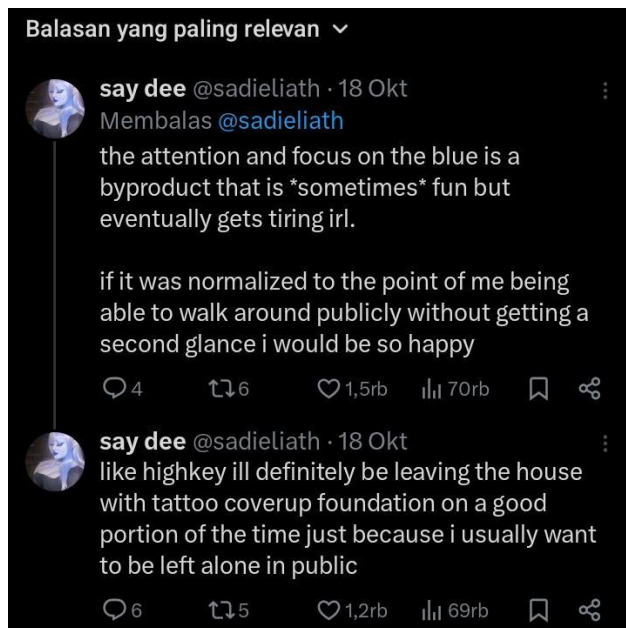 Balasan yang paling relevan
say dee @sadieliath · 18 Okt
Membalas @sadieliath
the attention and focus on the blue is a
byproduct that is *sometimes* fun but
eventually gets tiring irl.
if it was normalized to the point of me being
able to walk around publicly without getting a
second glance i would be so happy
4 6 1,5rb 70rb
say dee @sadieliath · 18 Okt
like highkey ill definitely be leaving the house
with tattoo coverup foundation on a good
portion of the time just because i usually want
to be left alone in public
6 5 1,2rb 69rb